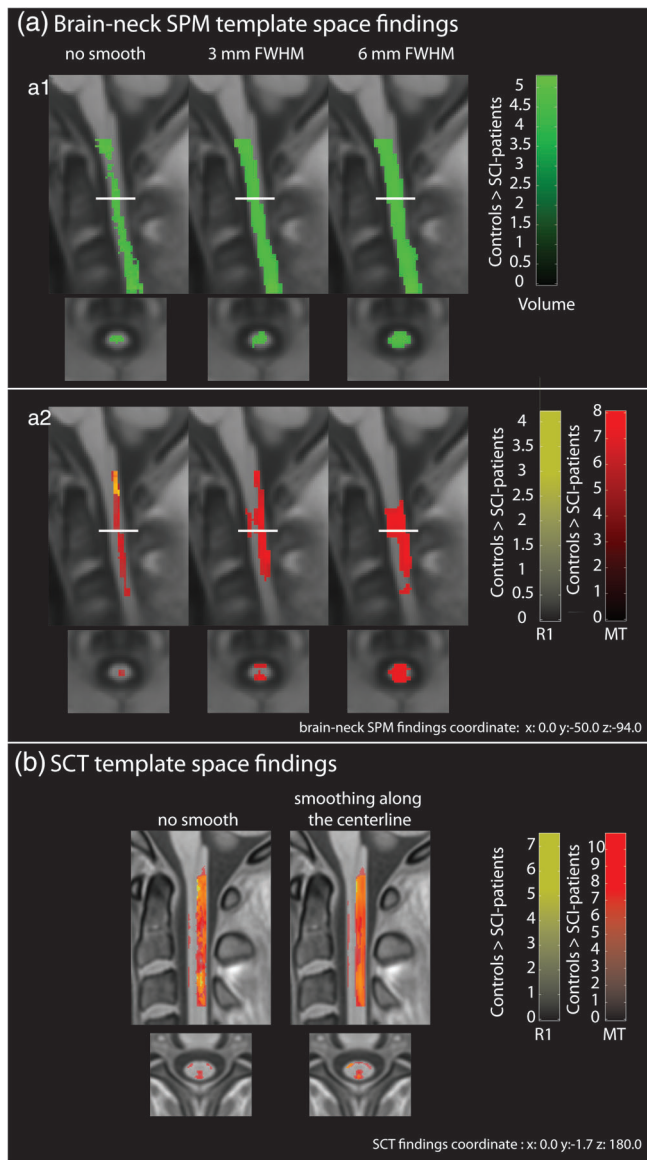 (a) Brain-neck SPM template space findings
no smooth
3 mm FWHM
6 mm FWHM
a1
5
4.5
4
3.5
3
2.5
2
1.5
1
0.5
0
Controls > SCI-patients
Volume
a2
4
3.5
3
2.5
2
1.5
1
0.5
0
Controls > SCI-patients
R1
8
7
6
5
4
3
2
1
0
Controls > SCI-patients
MT
brain-neck SPM findings coordinate: x: 0.0 y:-50.0 z:-94.0
(b) SCT template space findings
no smooth
smoothing along
the centerline
7
6
5
4
3
2
1
0
Controls > SCI-patients
R1
10
9
8
7
6
5
4
3
2
1
0
Controls > SCI-patients
MT
SCT findings coordinate : x: 0.0 y:-1.7 z: 180.0